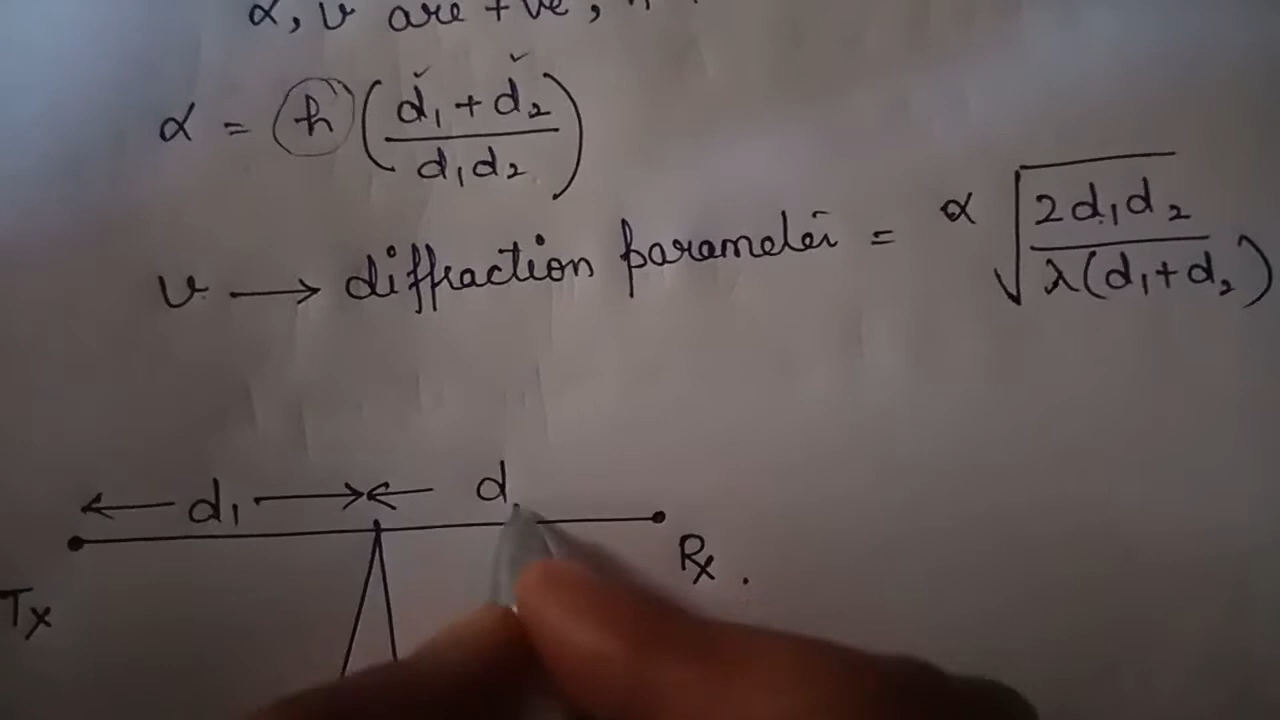 α, ν are +ve, h
α = h (d₁ + d₂ / d₁d₂)
ν → diffraction parameter = α √(2d₁d₂ / λ(d₁+d₂))
← d₁ → ← d
Tx Rx .